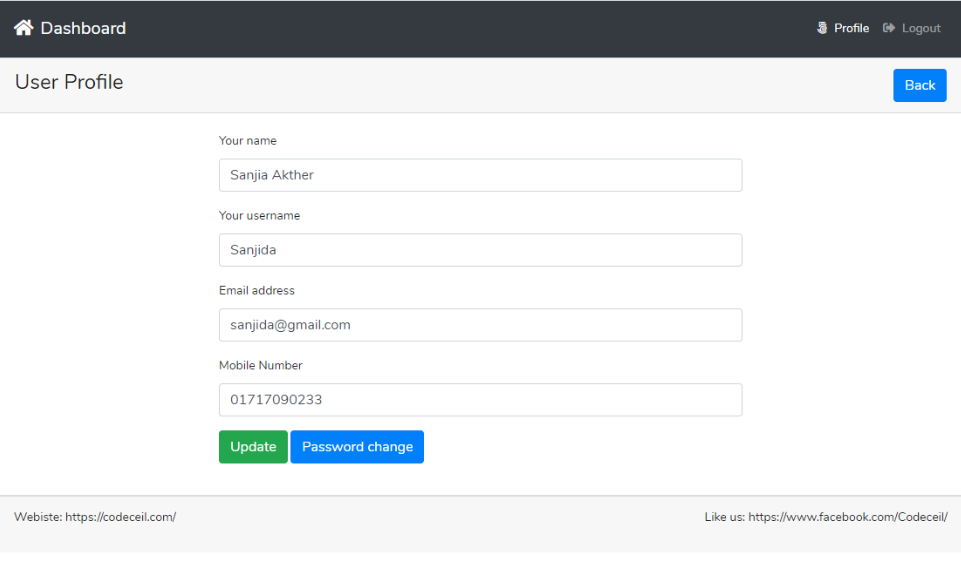 Dashboard
Profile
Logout
User Profile
Back
Your name
Sanjia Akther
Your username
Sanjida
Email address
sanjida@gmail.com
Mobile Number
01717090233
Update
Password change
Webiste: https://codeceil.com/
Like us: https://www.facebook.com/Codeceil/